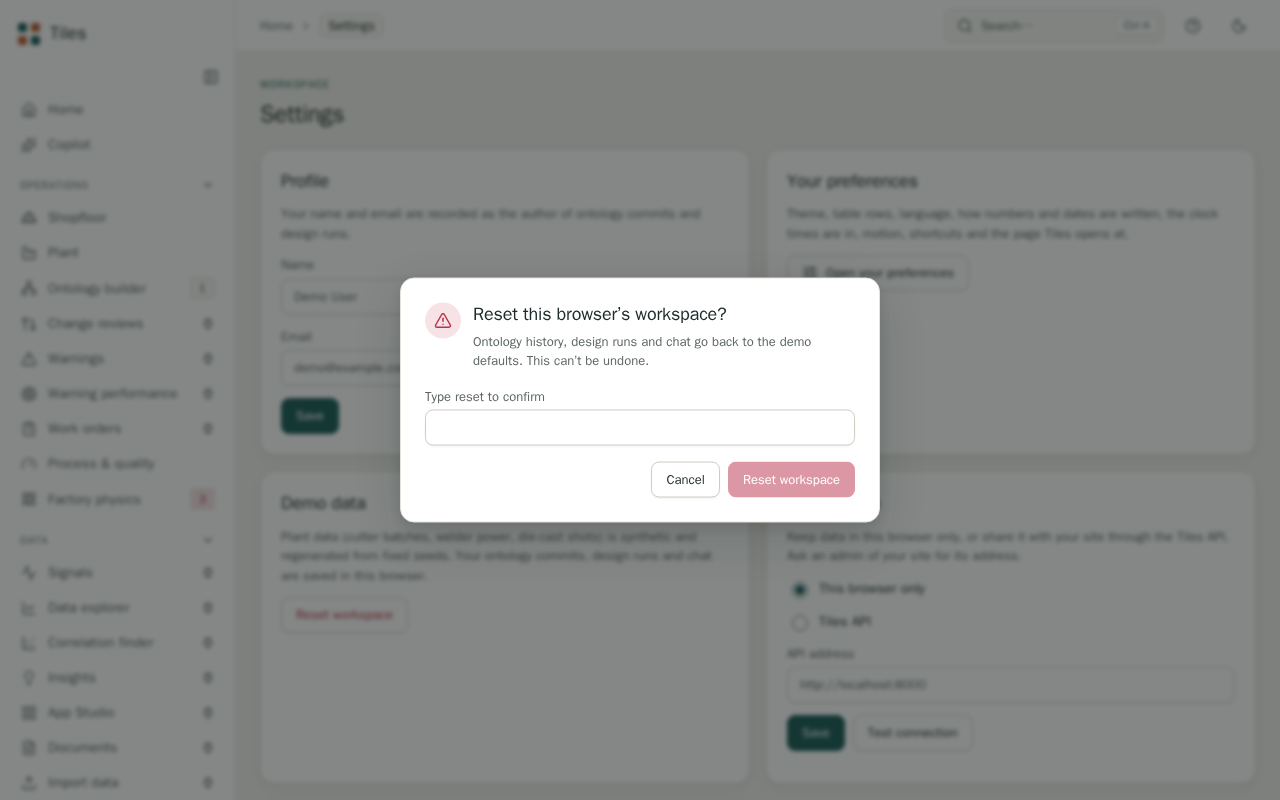 Tiles
Home
Settings
Search
Ctrl K
Home
Copilot
OPERATIONS
Shopfloor
Plant
Ontology builder
1
Change reviews
Warnings
Warning performance
Work orders
Process & quality
Factory physics
DATA
Signals
Data explorer
Correlation finder
Insights
App Studio
Documents
Import data
WORKSPACE
Settings
Profile
Your name and email are recorded as the author of ontology commits and
design runs.
Name
Demo User
Email
Save
Your preferences
Theme, table rows, language, how numbers and dates are written, the clock
times are in, motion, shortcuts and the page Tiles opens at.
Open your preferences
Reset this browser’s workspace?
Ontology history, design runs and chat go back to the demo
defaults. This can’t be undone.
Type reset to confirm
Cancel
Reset workspace
Demo data
Plant data (cutter batches, welder power, die-cast shots) is synthetic and
regenerated from fixed seeds. Your ontology commits, design runs and chat
are saved in this browser.
Reset workspace
Keep data in this browser only, or share it with your site through the Tiles API.
Ask an admin of your site for its address.
This browser only
Tiles API
API address
http://localhost:8000
Save
Test connection